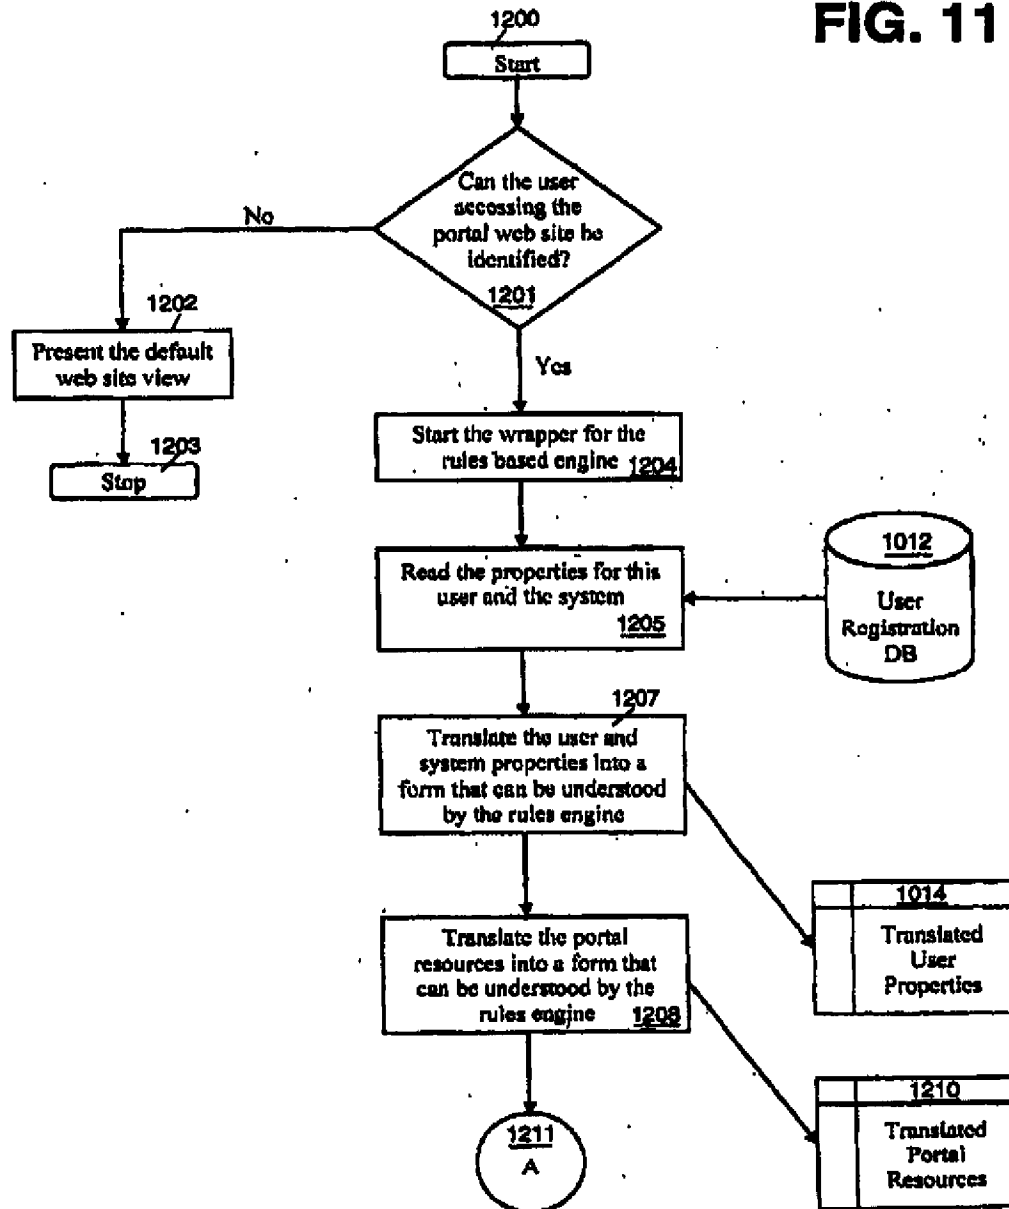 FIG. 11
1200
Start
Can the user
accessing the
portal web site be
identified?
1201
No
Yes
1202
Present the default
web site view
1203
Stop
Start the wrapper for the
rules based engine 1204
Read the properties for this
user and the system
1205
1012
User
Registration
DB
1207
Translate the user and
system properties into a
form that can be understood
by the rules engine
1014
Translated
User
Properties
Translate the portal
resources into a form that
can be understood by the
rules engine 1208
1210
Translated
Portal
Resources
1211
A